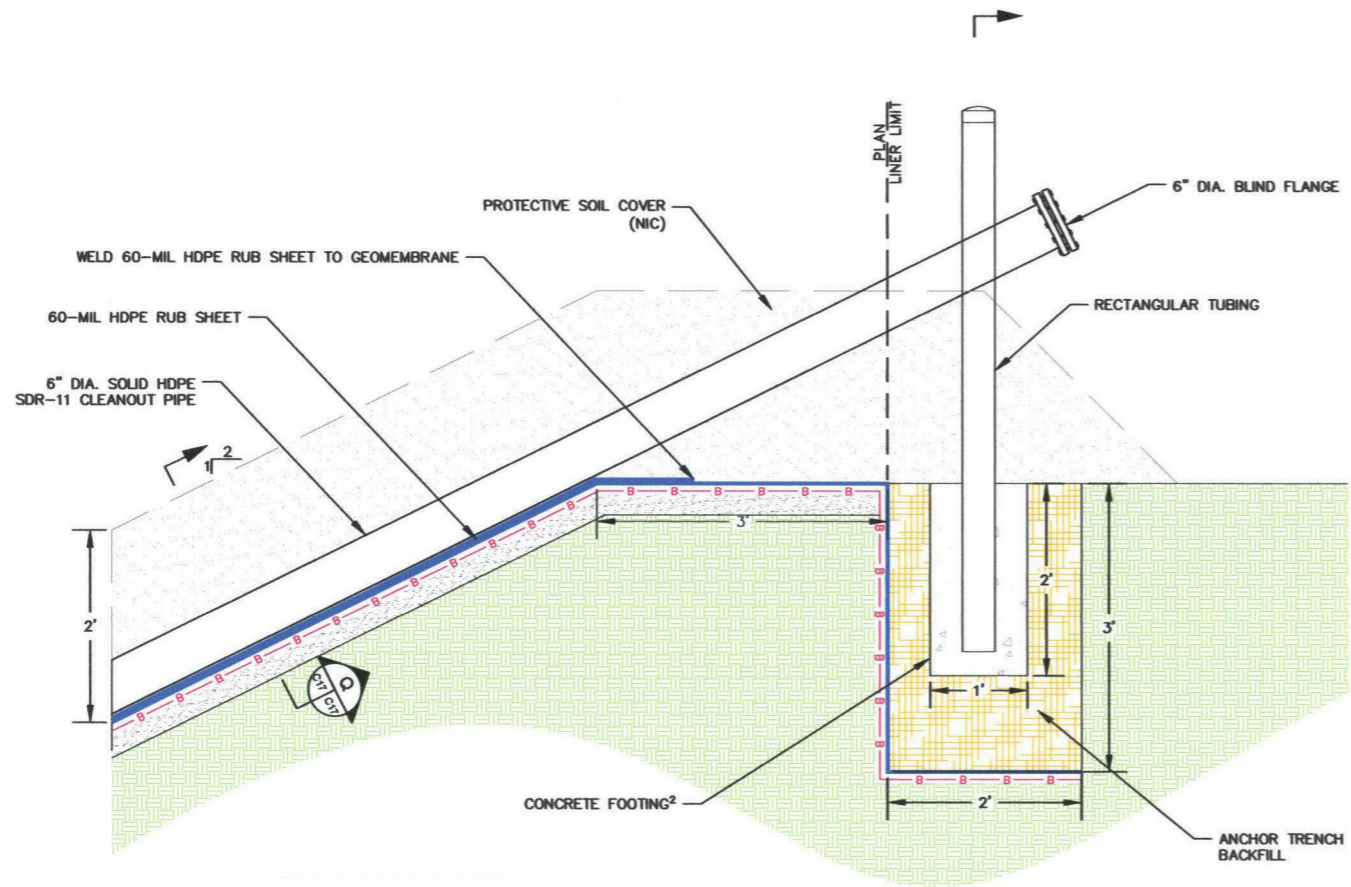 PLAN
LINER LIMIT
6" DIA. BLIND FLANGE
PROTECTIVE SOIL COVER
(NIC)
WELD 60-MIL HDPE RUB SHEET TO GEOMEMBRANE
RECTANGULAR TUBING
60-MIL HDPE RUB SHEET
6" DIA. SOLID HDPE
SDR-11 CLEANOUT PIPE
2
1
B B B B B B
3'
B B B B B B B B B B B B B
B B B B B B
2'
2'
3'
Q
C-17 C-17
1'
B B B B
2'
CONCRETE FOOTING²
ANCHOR TRENCH
BACKFILL